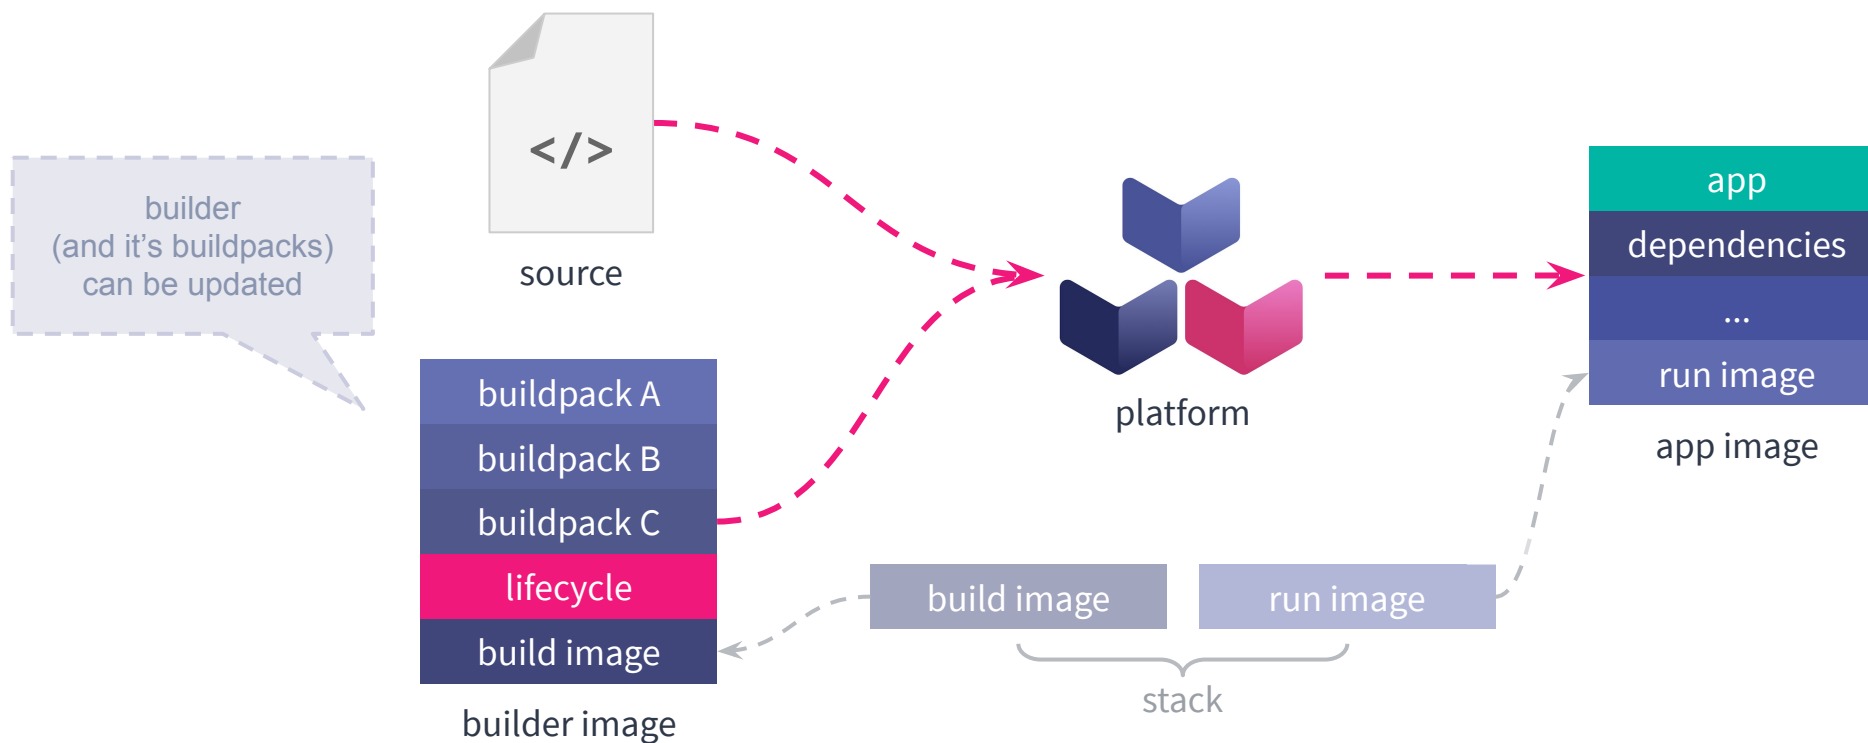 </>
source
builder
(and it's buildpacks)
can be updated
buildpack A
buildpack B
buildpack C
lifecycle
build image
builder image
platform
build image
run image
stack
app
dependencies
...
run image
app image